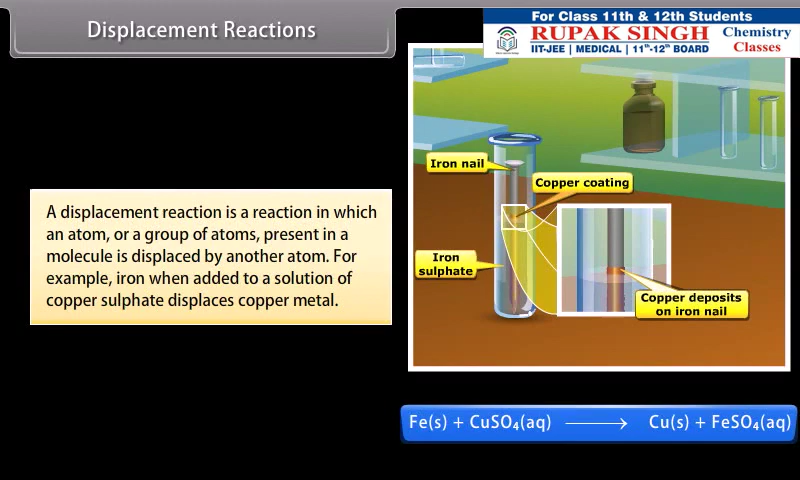 Displacement Reactions
For Class 11th & 12th Students
RUPAK SINGH
Chemistry
Classes
IIT-JEE | MEDICAL | 11th-12th BOARD
Iron nail
Copper coating
A displacement reaction is a reaction in which
an atom, or a group of atoms, present in a
molecule is displaced by another atom. For
example, iron when added to a solution of
copper sulphate displaces copper metal.
Iron
sulphate
Copper deposits
on iron nail
Fe(s) + CuSO₄(aq) ⟶ Cu(s) + FeSO₄(aq)